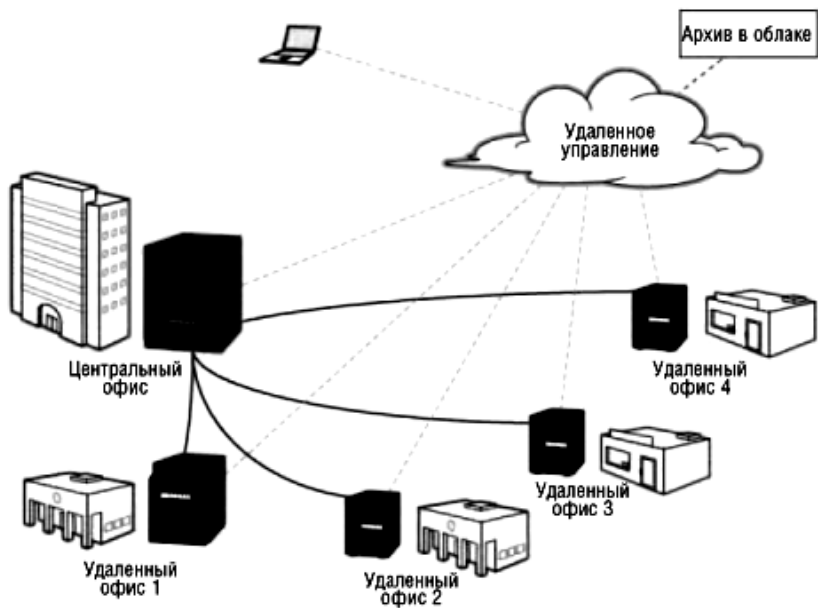 Архив в облаке
Удаленное
управление
Центральный
офис
Удаленный
офис 4
Удаленный
офис 3
Удаленный
офис 1
Удаленный
офис 2